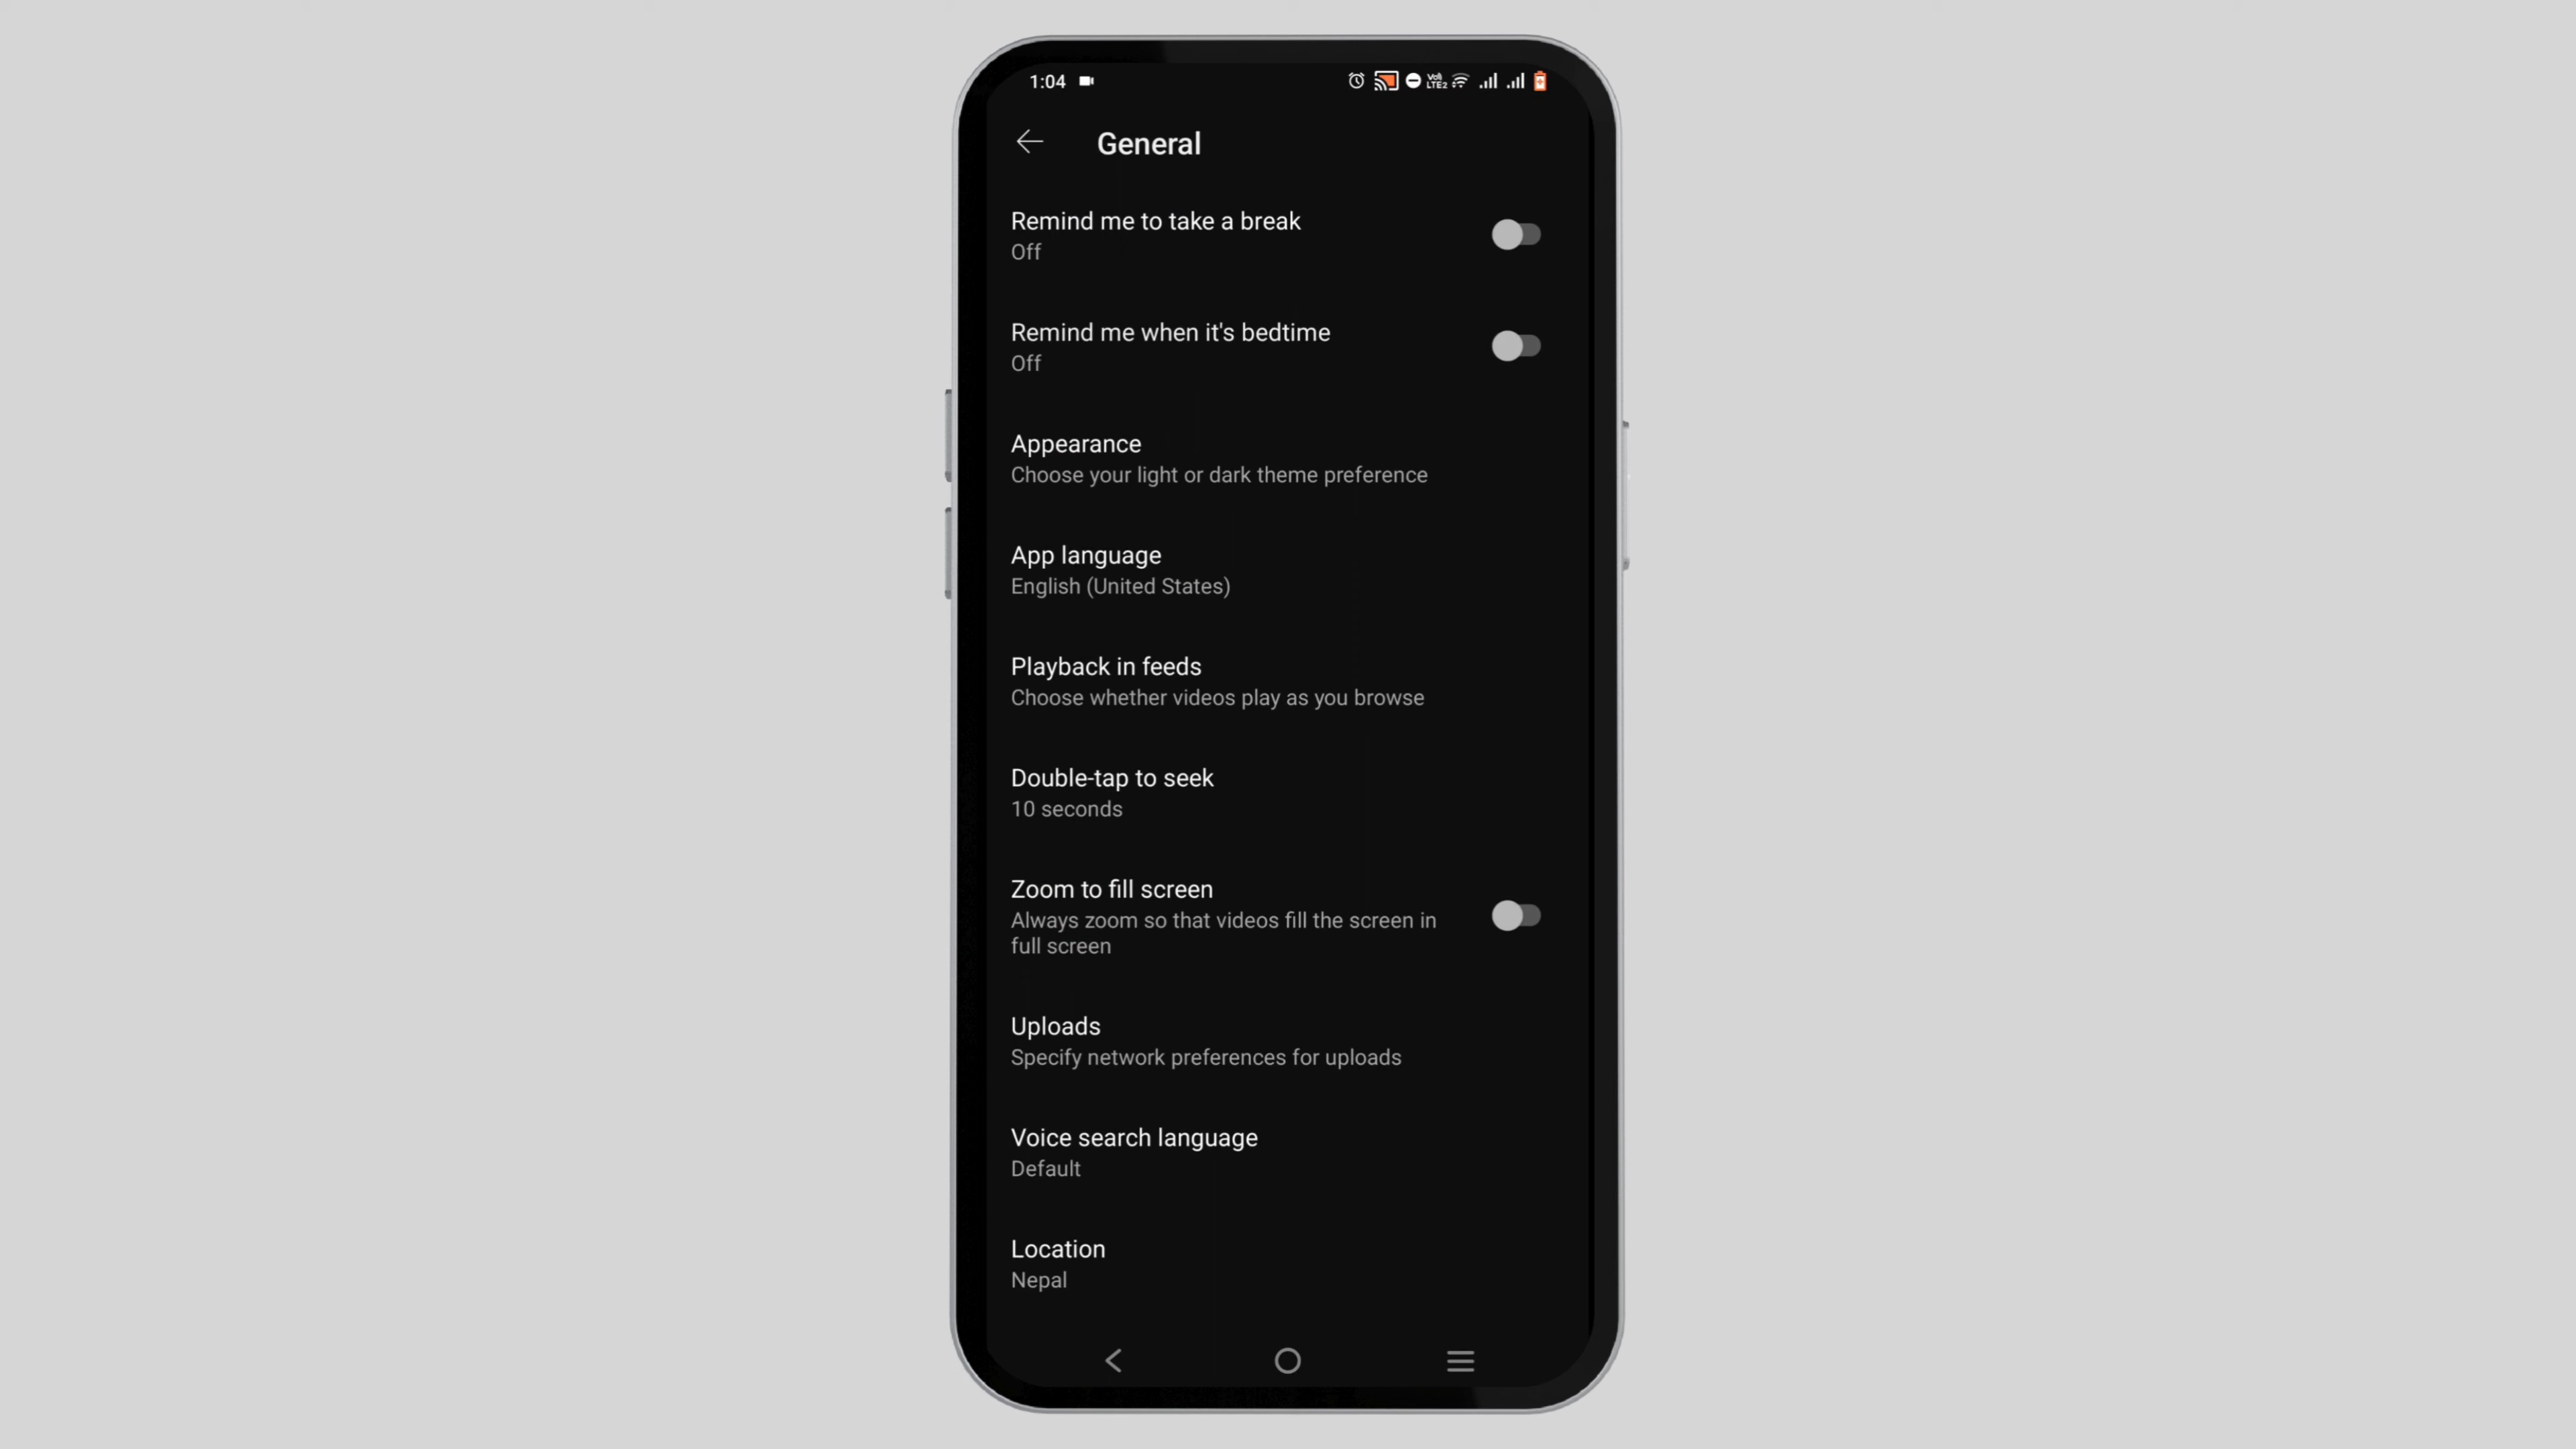 1:04
General
Remind me to take a break
Off
Remind me when it's bedtime
Off
Appearance
Choose your light or dark theme preference
App language
English (United States)
Playback in feeds
Choose whether videos play as you browse
Double-tap to seek
10 seconds
Zoom to fill screen
Always zoom so that videos fill the screen in
full screen
Uploads
Specify network preferences for uploads
Voice search language
Default
Location
Nepal